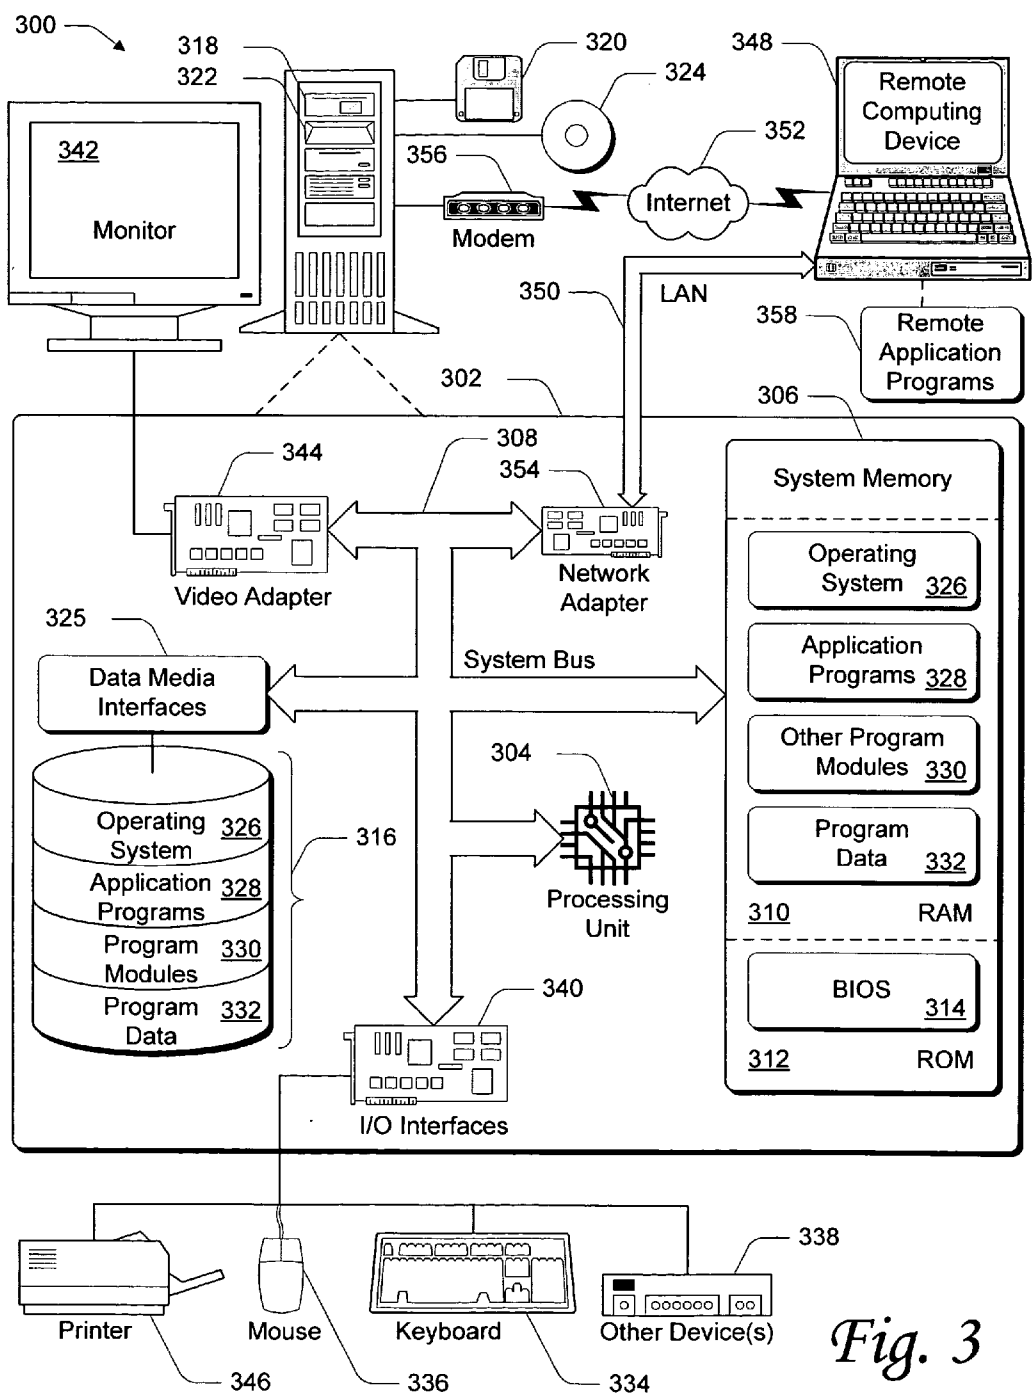 300
318
322
320
324
348
Remote
Computing
Device
342
Monitor
356
Modem
352
Internet
350
LAN
358
Remote
Application
Programs
302
306
308
344
354
System Memory
Video Adapter
Network
Adapter
Operating
System 326
325
Data Media
Interfaces
System Bus
Application
Programs 328
Other Program
Modules 330
304
Processing
Unit
Program
Data 332
310 RAM
316
Operating
System 326
Application
Programs 328
Program
Modules 330
Program
Data 332
BIOS 314
312 ROM
340
I/O Interfaces
338
Printer
Mouse
Keyboard
Other Device(s)
346
336
334
Fig. 3